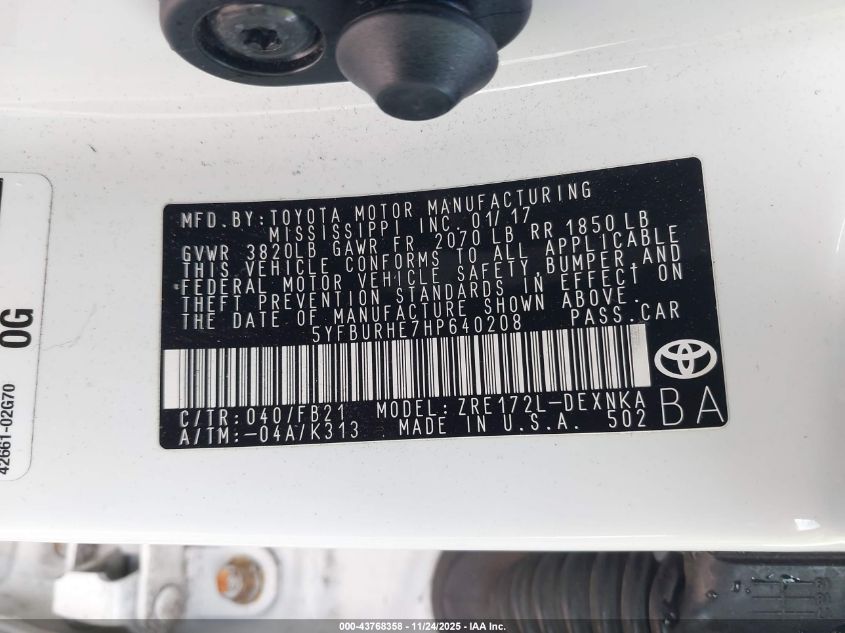 MFD. BY: TOYOTA MOTOR MANUFACTURING
MISSISSIPPI INC. 01/17
GVWR 3820LB GAWR FR 2070 LB RR 1850 LB
THIS VEHICLE CONFORMS TO ALL APPLICABLE
FEDERAL MOTOR VEHICLE SAFETY, BUMPER, AND
THEFT PREVENTION STANDARDS IN EFFECT ON
THE DATE OF MANUFACTURE SHOWN ABOVE.
5YFBURHE7HP640208 PASS.CAR
C/TR: 040/FB21 MODEL: ZRE172L-DEXNKA
A/TM: -04A/K313 MADE IN U.S.A. 502
BA
0G
42661-02G70
000-43768358 - 11/24/2025 - IAA Inc.